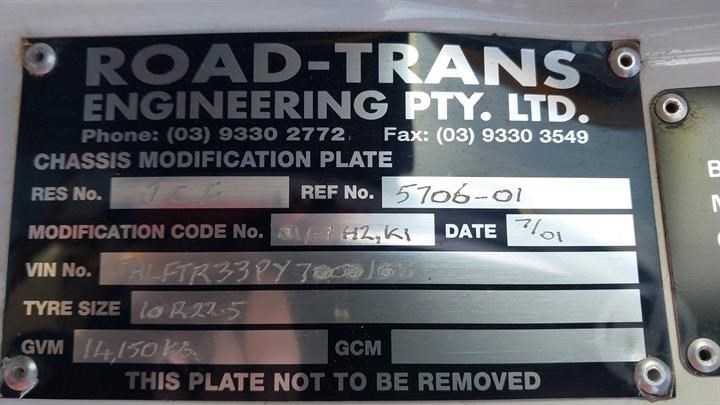 ROAD-TRANS
ENGINEERING PTY. LTD.
Phone: (03) 9330 2772 Fax: (03) 9330 3549
CHASSIS MODIFICATION PLATE
RES No. REF No. 5706-01
MODIFICATION CODE No. H2, K1 DATE 7/01
VIN No.
TYRE SIZE 10R22.5
GVM 14,150KG. GCM
THIS PLATE NOT TO BE REMOVED